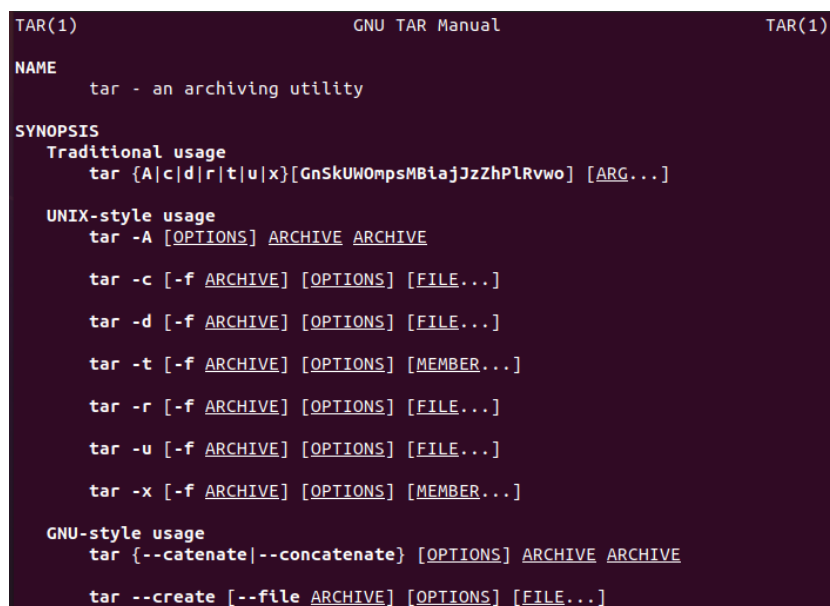 TAR(1) GNU TAR Manual TAR(1)
NAME
tar - an archiving utility
SYNOPSIS
Traditional usage
tar {A|c|d|r|t|u|x}[GnSkUWOmpsMBiajJzZhPlRvwo] [ARG...]
UNIX-style usage
tar -A [OPTIONS] ARCHIVE ARCHIVE
tar -c [-f ARCHIVE] [OPTIONS] [FILE...]
tar -d [-f ARCHIVE] [OPTIONS] [FILE...]
tar -t [-f ARCHIVE] [OPTIONS] [MEMBER...]
tar -r [-f ARCHIVE] [OPTIONS] [FILE...]
tar -u [-f ARCHIVE] [OPTIONS] [FILE...]
tar -x [-f ARCHIVE] [OPTIONS] [MEMBER...]
GNU-style usage
tar {--catenate|--concatenate} [OPTIONS] ARCHIVE ARCHIVE
tar --create [--file ARCHIVE] [OPTIONS] [FILE...]